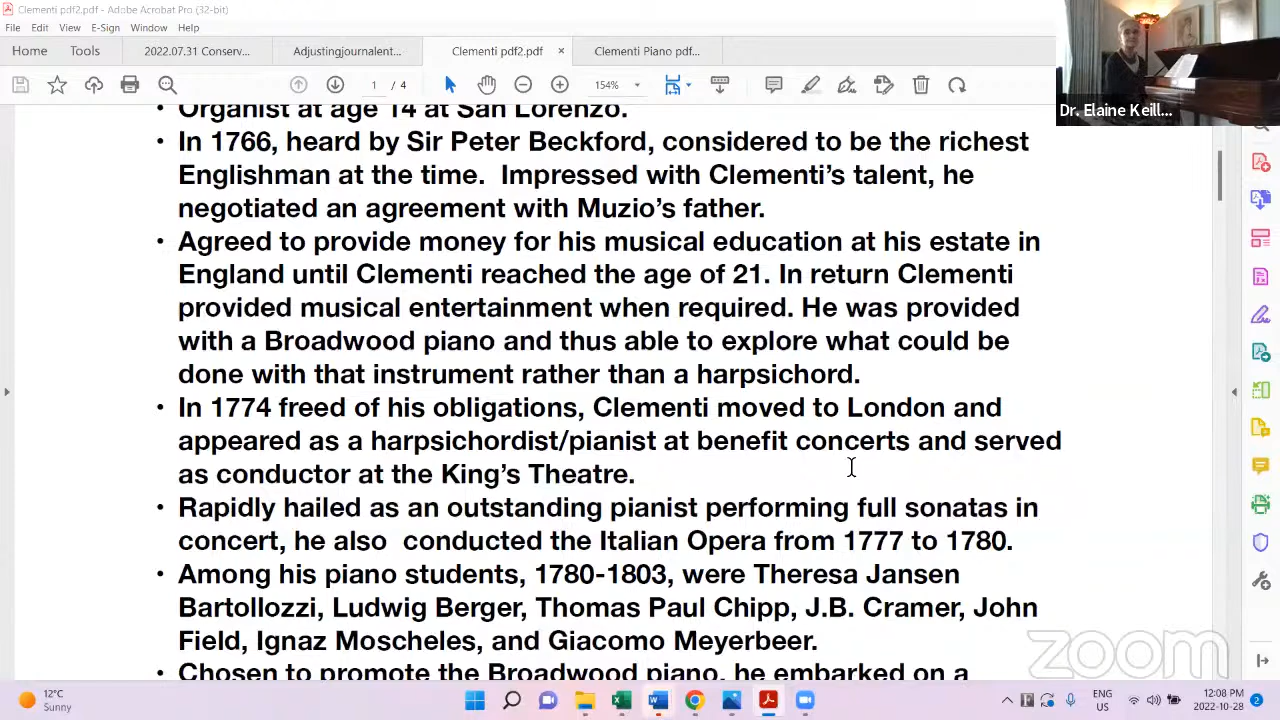 Clementi pdf2.pdf - Adobe Acrobat Pro (32-bit)
File Edit View E-Sign Window Help
Home Tools 2022.07.31 Conserv... Adjustingjournalent... Clementi pdf2.pdf × Clementi Piano pdf...
1 / 4 154%
Dr. Elaine Keill...
• Organist at age 14 at San Lorenzo.
• In 1766, heard by Sir Peter Beckford, considered to be the richest
Englishman at the time. Impressed with Clementi’s talent, he
negotiated an agreement with Muzio’s father.
• Agreed to provide money for his musical education at his estate in
England until Clementi reached the age of 21. In return Clementi
provided musical entertainment when required. He was provided
with a Broadwood piano and thus able to explore what could be
done with that instrument rather than a harpsichord.
• In 1774 freed of his obligations, Clementi moved to London and
appeared as a harpsichordist/pianist at benefit concerts and served
as conductor at the King’s Theatre.
• Rapidly hailed as an outstanding pianist performing full sonatas in
concert, he also conducted the Italian Opera from 1777 to 1780.
• Among his piano students, 1780-1803, were Theresa Jansen
Bartollozzi, Ludwig Berger, Thomas Paul Chipp, J.B. Cramer, John
Field, Ignaz Moscheles, and Giacomo Meyerbeer.
• Chosen to promote the Broadwood piano, he embarked on a
zoom
12°C
Sunny
ENG
US
12:08 PM
2022-10-28
2